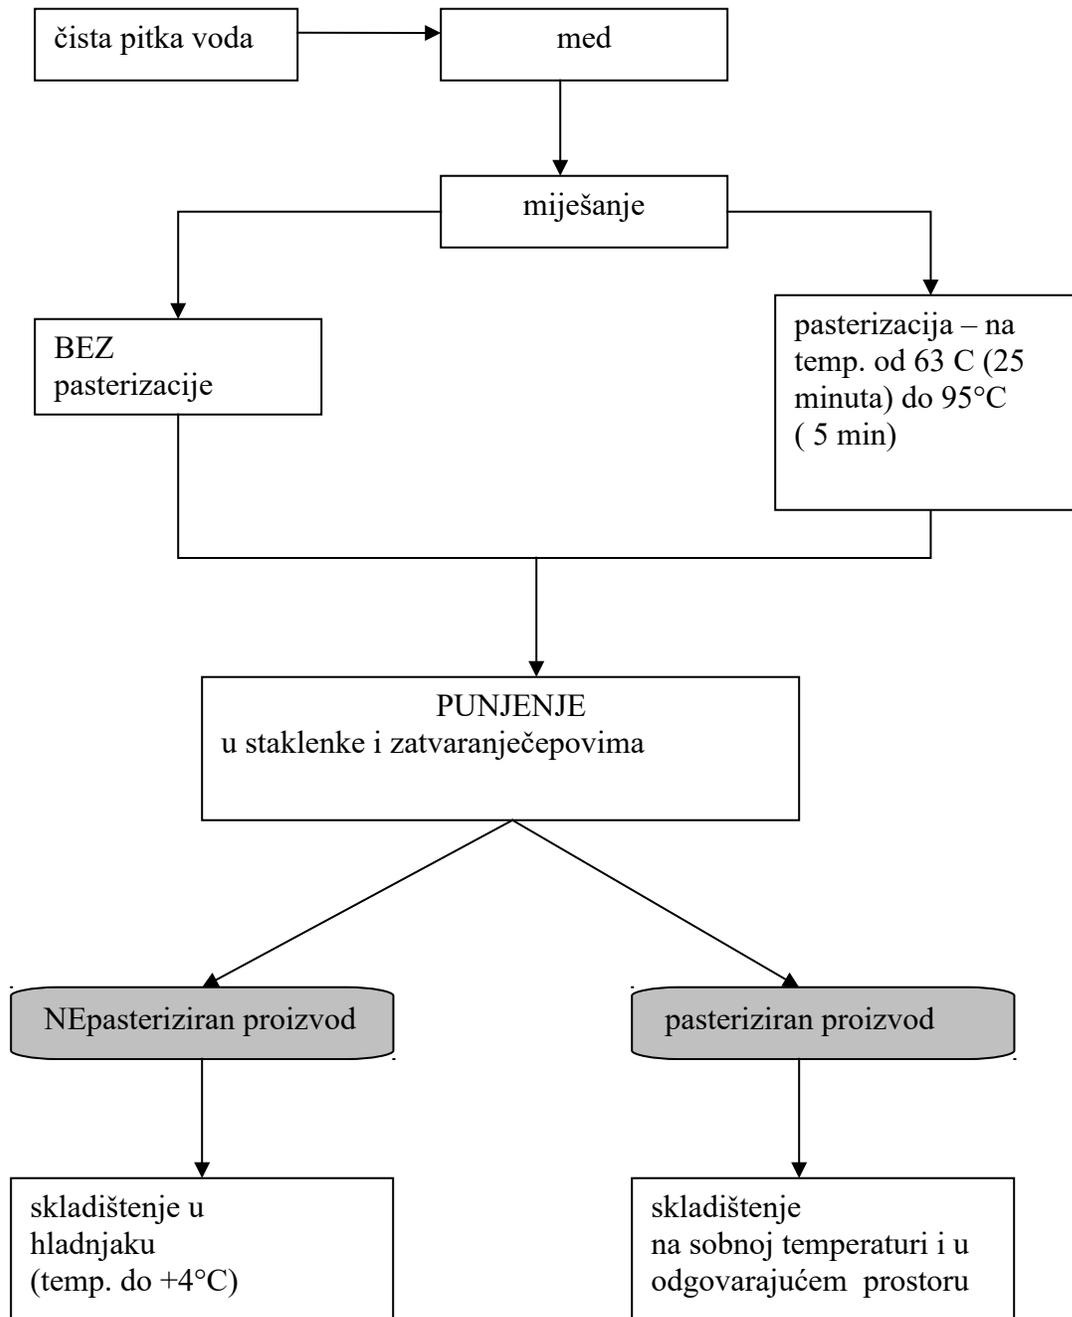 čista pitka voda
med
miješanje
BEZ
pasterizacije
pasterizacija – na
temp. od 63 C (25
minuta) do 95°C
( 5 min)
PUNJENJE
u staklenke i zatvaranječepovima
NEpasteriziran proizvod
pasteriziran proizvod
skladištenje u
hladnjaku
(temp. do +4°C)
skladištenje
na sobnoj temperaturi i u
odgovarajućem  prostoru